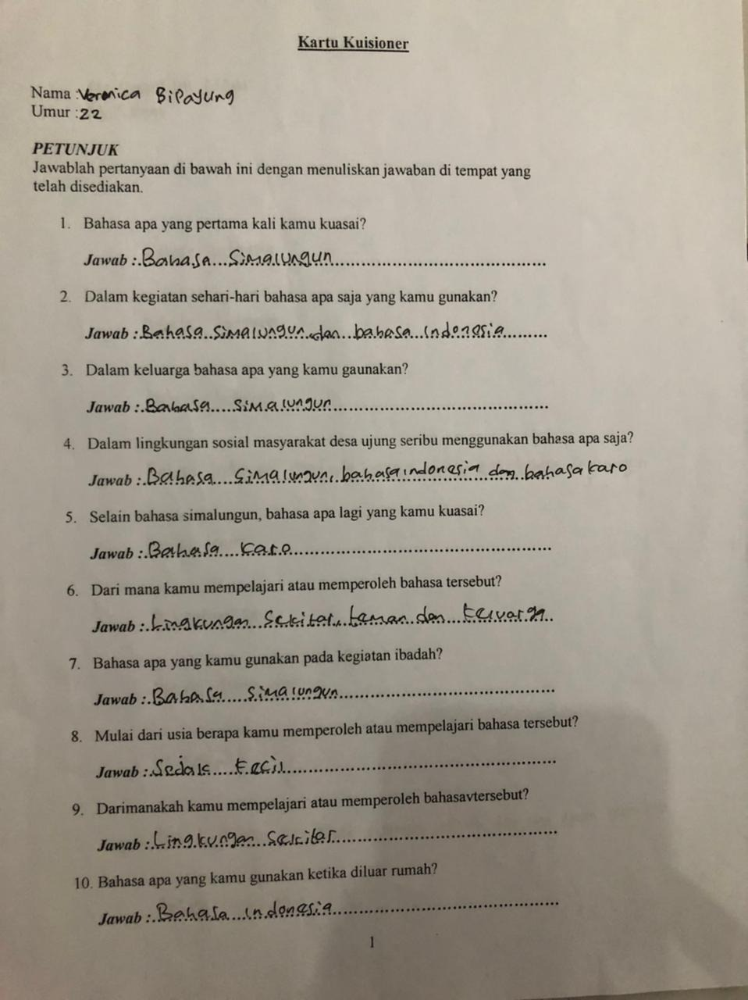 Kartu Kuisioner
Nama : Veronica Sipayung
Umur : 22
PETUNJUK
Jawablah pertanyaan di bawah ini dengan menuliskan jawaban di tempat yang
telah disediakan.
1. Bahasa apa yang pertama kali kamu kuasai?
Jawab : Bahasa Simalungun
2. Dalam kegiatan sehari-hari bahasa apa saja yang kamu gunakan?
Jawab : Bahasa Simalungun dan bahasa indonesia
3. Dalam keluarga bahasa apa yang kamu gaunakan?
Jawab : Bahasa Simalungun
4. Dalam lingkungan sosial masyarakat desa ujung seribu menggunakan bahasa apa saja?
Jawab : Bahasa Simalungun, bahasa indonesia dan bahasa karo
5. Selain bahasa simalungun, bahasa apa lagi yang kamu kuasai?
Jawab : Bahasa Karo
6. Dari mana kamu mempelajari atau memperoleh bahasa tersebut?
Jawab : Lingkungan Sekitar, teman dan Keluarga
7. Bahasa apa yang kamu gunakan pada kegiatan ibadah?
Jawab : Bahasa Simalungun
8. Mulai dari usia berapa kamu memperoleh atau mempelajari bahasa tersebut?
Jawab : Sedak Kecil
9. Darimanakah kamu mempelajari atau memperoleh bahasavtersebut?
Jawab : Lingkungan Sekitar
10. Bahasa apa yang kamu gunakan ketika diluar rumah?
Jawab : Bahasa indonesia
1